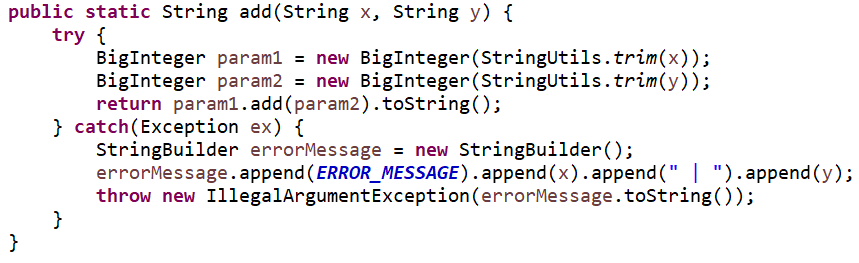 public static String add(String x, String y) {
    try {
        BigInteger param1 = new BigInteger(StringUtils.trim(x));
        BigInteger param2 = new BigInteger(StringUtils.trim(y));
        return param1.add(param2).toString();
    } catch(Exception ex) {
        StringBuilder errorMessage = new StringBuilder();
        errorMessage.append(ERROR_MESSAGE).append(x).append(" | ").append(y);
        throw new IllegalArgumentException(errorMessage.toString());
    }
}